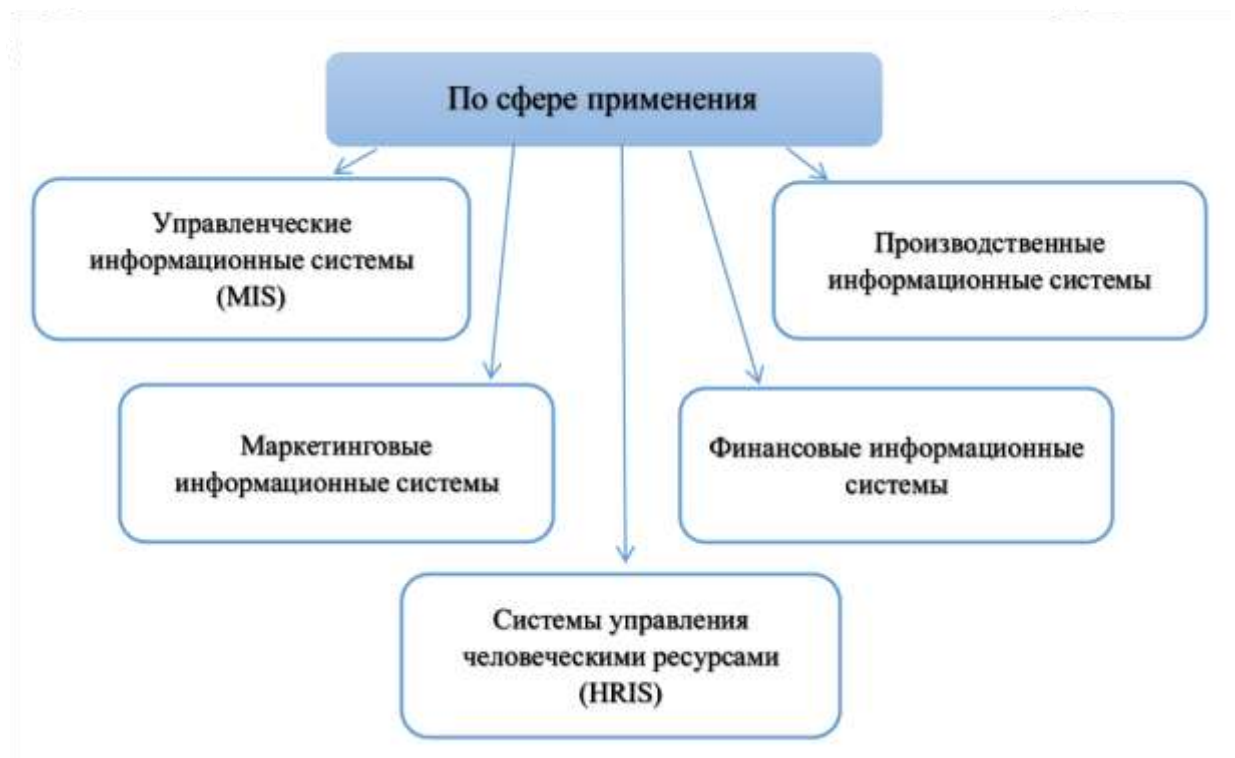 По сфере применения
Управленческие
информационные системы
(MIS)
Производственные
информационные системы
Маркетинговые
информационные системы
Финансовые информационные
системы
Системы управления
человеческими ресурсами
(HRIS)